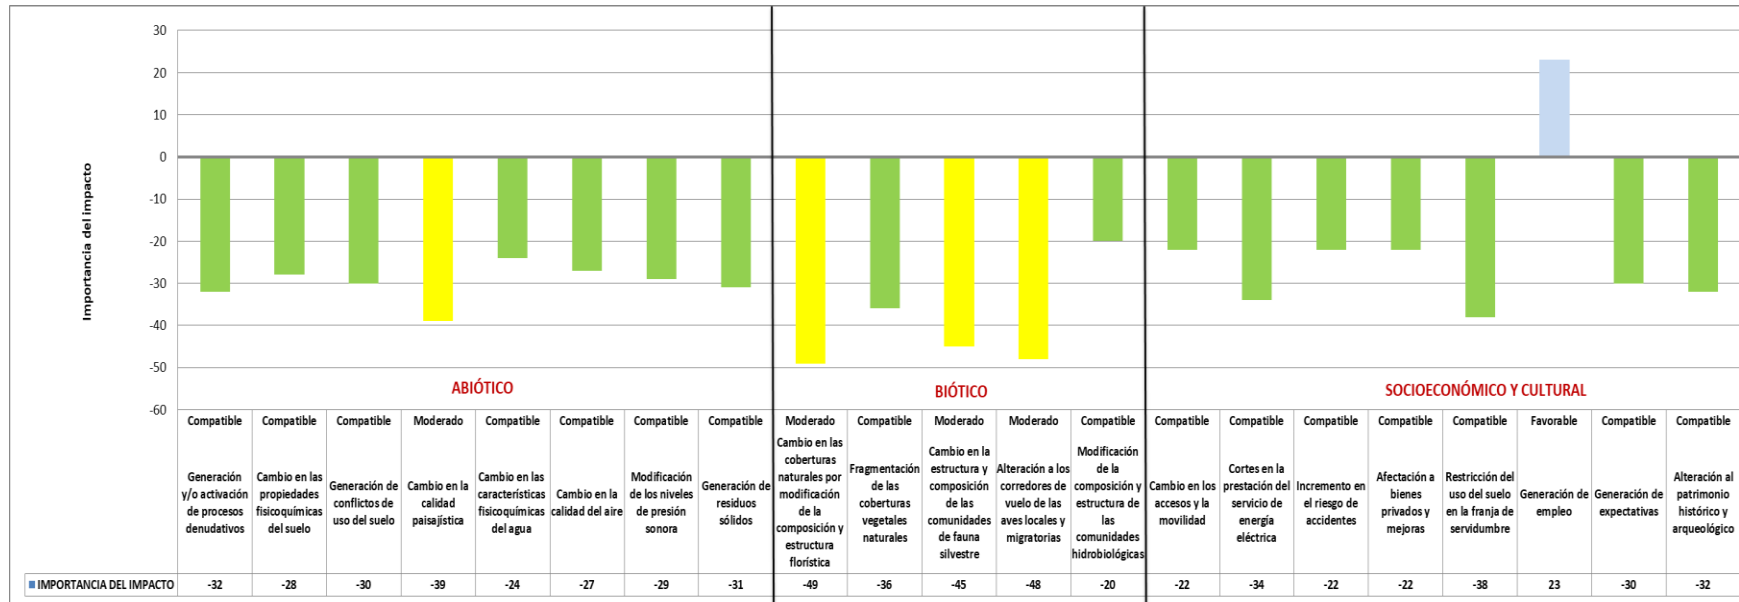 30
20
10
0
-10
-20
-30
-40
-50
-60
Importancia del impacto
ABIÓTICO
BIÓTICO
SOCIOECONÓMICO Y CULTURAL
Compatible
Compatible
Compatible
Moderado
Compatible
Compatible
Compatible
Compatible
Moderado
Compatible
Moderado
Moderado
Compatible
Compatible
Compatible
Compatible
Compatible
Compatible
Favorable
Compatible
Compatible
Generación
y/o activación
de procesos
denudativos
Cambio en las
propiedades
fisicoquímicas
del suelo
Generación de
conflictos de
uso del suelo
Cambio en la
calidad
paisajística
Cambio en las
características
fisicoquímicas
del agua
Cambio en la
calidad del aire
Modificación
de los niveles
de presión
sonora
Generación de
residuos
sólidos
Cambio en las
coberturas
naturales por
modificación
de la
composición y
estructura
florística
Fragmentación
de las
coberturas
vegetales
naturales
Cambio en la
estructura y
composición
de las
comunidades
de fauna
silvestre
Alteración a los
corredores de
vuelo de las
aves locales y
migratorias
Modificación
de la
composición y
estructura de
las
comunidades
hidrobiológicas
Cambio en los
accesos y la
movilidad
Cortes en la
prestación del
servicio de
energía
eléctrica
Incremento en
el riesgo de
accidentes
Afectación a
bienes
privados y
mejoras
Restricción del
uso del suelo
en la franja de
servidumbre
Generación de
empleo
Generación de
expectativas
Alteración al
patrimonio
histórico y
arqueológico
IMPORTANCIA DEL IMPACTO
-32
-28
-30
-39
-24
-27
-29
-31
-49
-36
-45
-48
-20
-22
-34
-22
-22
-38
23
-30
-32